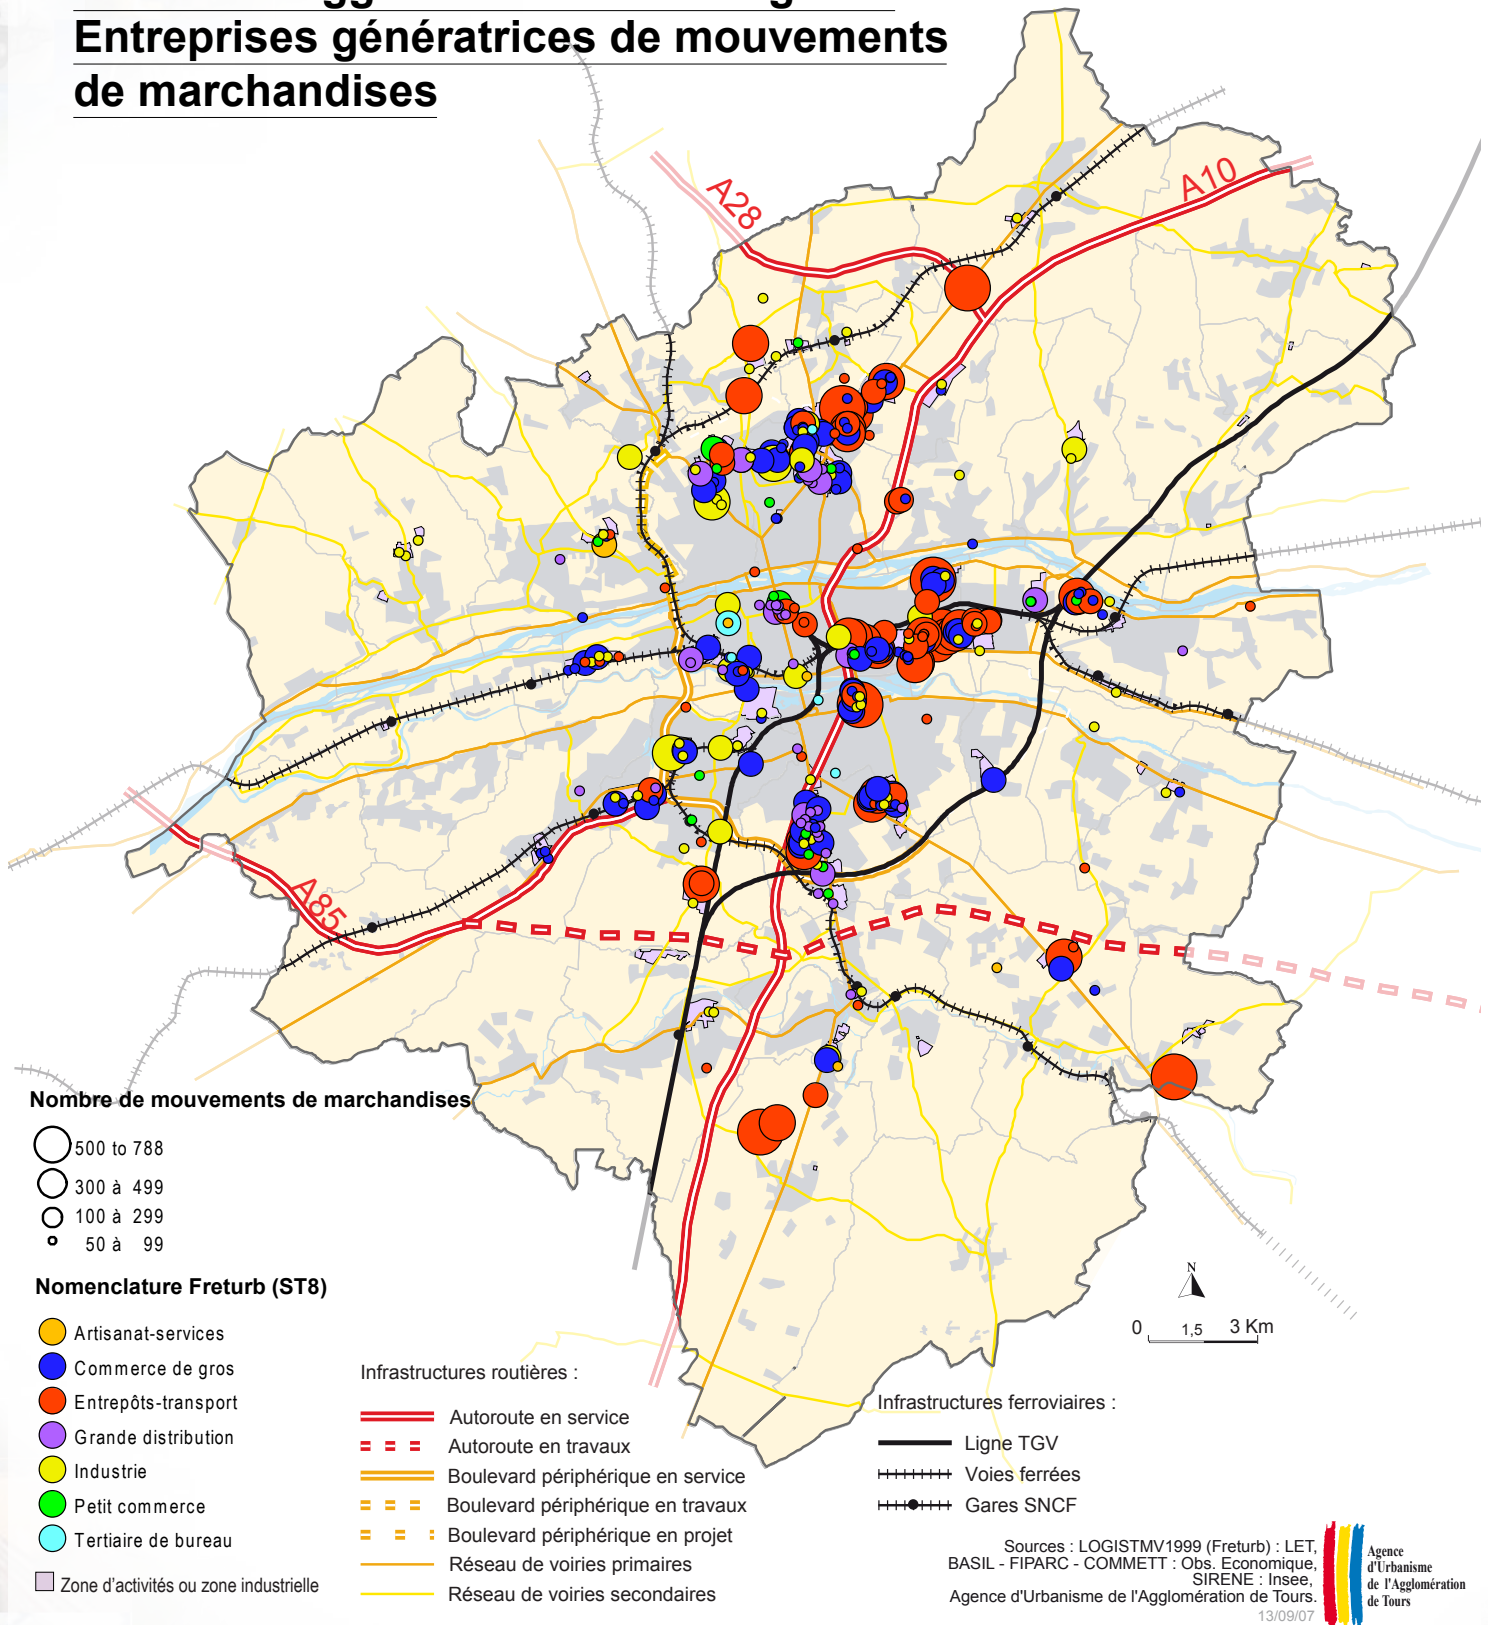 Entreprises génératrices de mouvements
de marchandises
A28
A10
A85
Nombre de mouvements de marchandises
500 to 788
300 à 499
100 à 299
50 à 99
Nomenclature Freturb (ST8)
Artisanat-services
Commerce de gros
Entrepôts-transport
Grande distribution
Industrie
Petit commerce
Tertiaire de bureau
Zone d'activités ou zone industrielle
Infrastructures routières :
Autoroute en service
Autoroute en travaux
Boulevard périphérique en service
Boulevard périphérique en travaux
Boulevard périphérique en projet
Réseau de voiries primaires
Réseau de voiries secondaires
N
0 1,5 3 Km
Infrastructures ferroviaires :
Ligne TGV
Voies ferrées
Gares SNCF
Sources : LOGISTMV1999 (Freturb) : LET,
BASIL - FIPARC - COMMETT : Obs. Economique,
SIRENE : Insee,
Agence d'Urbanisme de l'Agglomération de Tours.
13/09/07
Agence
d'Urbanisme
de l'Agglomération
de Tours